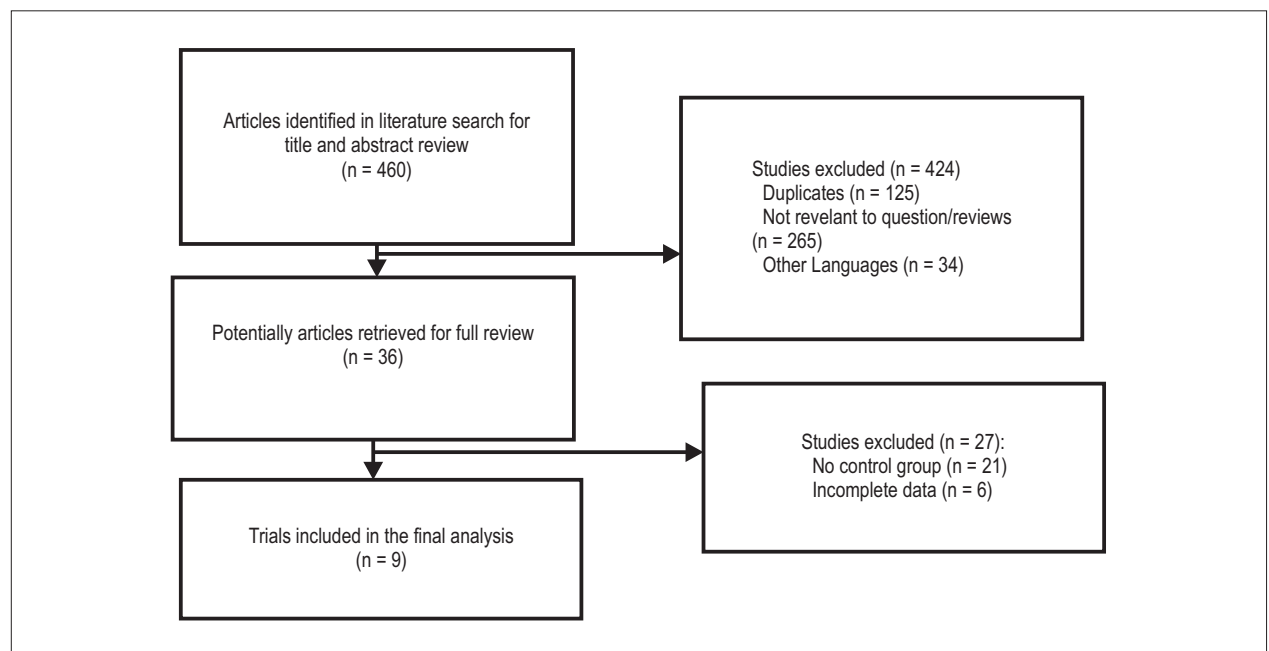 Articles identified in literature search for
title and abstract review
(n = 460)
Studies excluded (n = 424)
Duplicates (n = 125)
Not revelant to question/reviews
(n = 265)
Other Languages (n = 34)
Potentially articles retrieved for full review
(n = 36)
Studies excluded (n = 27):
No control group (n = 21)
Incomplete data (n = 6)
Trials included in the final analysis
(n = 9)